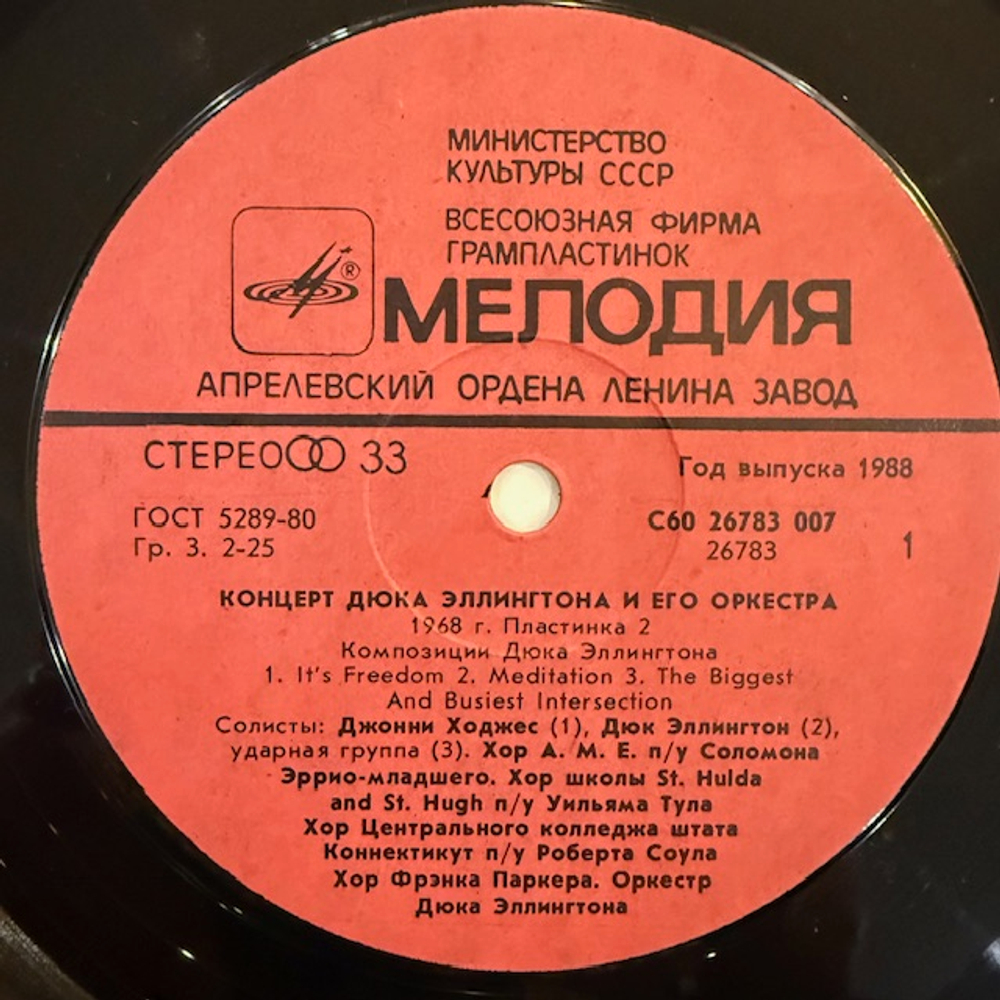 МИНИСТЕРСТВО
КУЛЬТУРЫ СССР
ВСЕСОЮЗНАЯ ФИРМА
ГРАМПЛАСТИНОК
®
МЕЛОДИЯ
АПРЕЛЕВСКИЙ ОРДЕНА ЛЕНИНА ЗАВОД
СТЕРЕО 33
Год выпуска 1988
ГОСТ 5289-80
Гр. 3. 2-25
С60 26783 007
26783
1
КОНЦЕРТ ДЮКА ЭЛЛИНГТОНА И ЕГО ОРКЕСТРА
1968 г. Пластинка 2
Композиции Дюка Эллингтона
1. It's Freedom 2. Meditation 3. The Biggest
And Busiest Intersection
Солисты: Джонни Ходжес (1), Дюк Эллингтон (2),
ударная группа (3). Хор А. М. Е. п/у Соломона
Эррио-младшего. Хор школы St. Hulda
and St. Hugh п/у Уильяма Тула
Хор Центрального колледжа штата
Коннектикут п/у Роберта Соула
Хор Фрэнка Паркера. Оркестр
Дюка Эллингтона